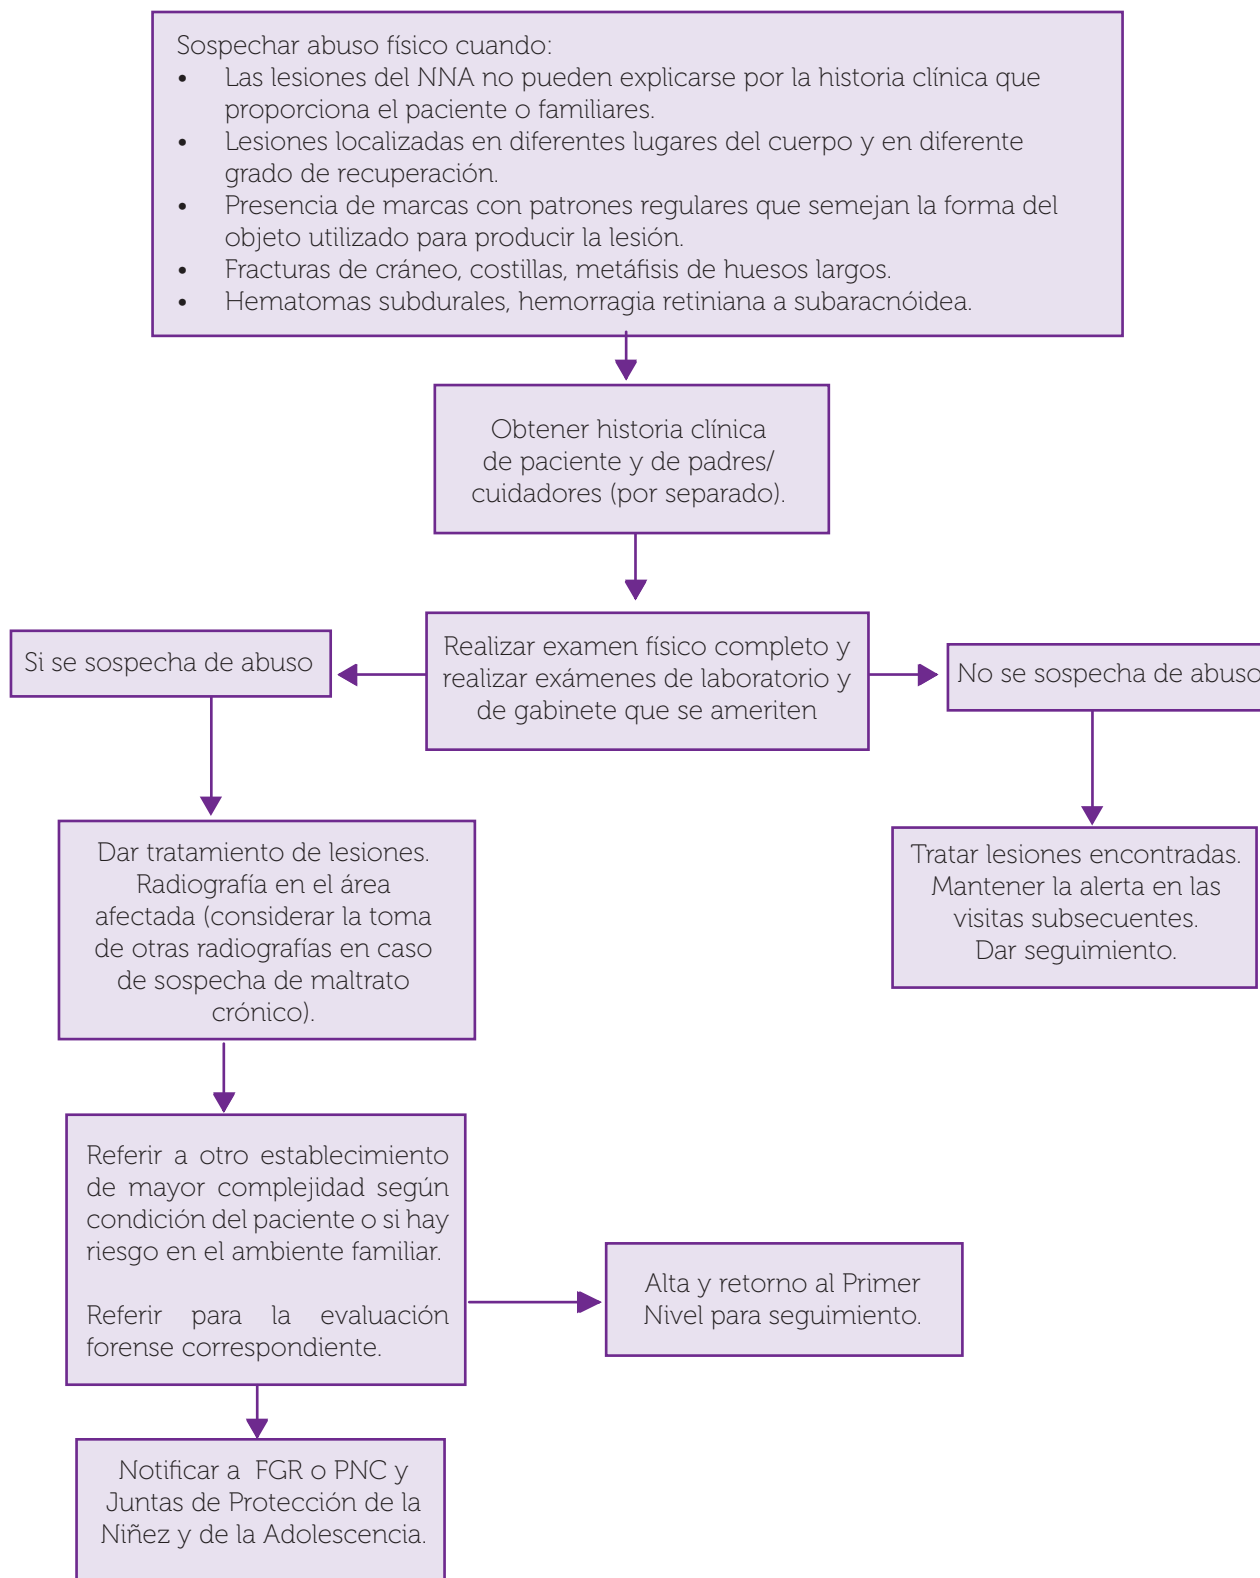 Sospechar abuso físico cuando:
• Las lesiones del NNA no pueden explicarse por la historia clínica que
proporciona el paciente o familiares.
• Lesiones localizadas en diferentes lugares del cuerpo y en diferente
grado de recuperación.
• Presencia de marcas con patrones regulares que semejan la forma del
objeto utilizado para producir la lesión.
• Fracturas de cráneo, costillas, metáfisis de huesos largos.
• Hematomas subdurales, hemorragia retiniana a subaracnóidea.
Obtener historia clínica
de paciente y de padres/
cuidadores (por separado).
Realizar examen físico completo y
realizar exámenes de laboratorio y
de gabinete que se ameriten
Si se sospecha de abuso
No se sospecha de abuso
Dar tratamiento de lesiones.
Radiografía en el área
afectada (considerar la toma
de otras radiografías en caso
de sospecha de maltrato
crónico).
Tratar lesiones encontradas.
Mantener la alerta en las
visitas subsecuentes.
Dar seguimiento.
Referir a otro establecimiento
de mayor complejidad según
condición del paciente o si hay
riesgo en el ambiente familiar.
Referir para la evaluación
forense correspondiente.
Alta y retorno al Primer
Nivel para seguimiento.
Notificar a FGR o PNC y
Juntas de Protección de la
Niñez y de la Adolescencia.